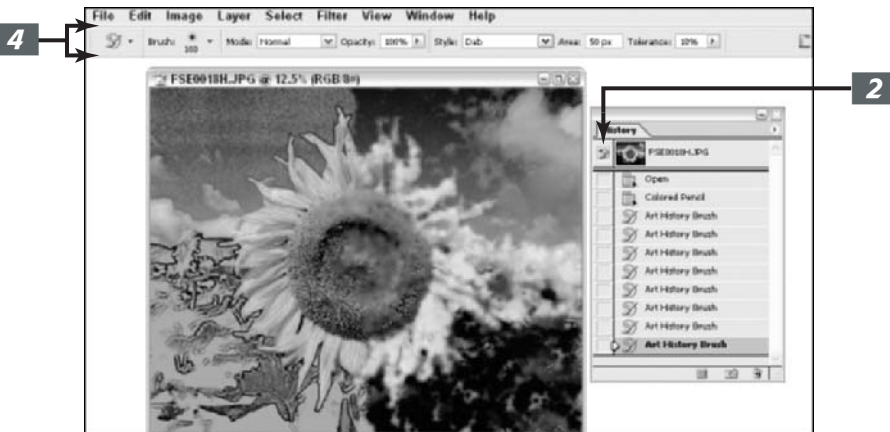 File Edit Image Layer Select Filter View Window Help
4
Brush: 100 Mode: Normal Opacity: 100% Style: Dab Area: 50 px Tolerance: 10%
FSE0018H.JPG @ 12.5% (RGB/8#)
2
History
FSE0018H.JPG
Open
Colored Pencil
Art History Brush
Art History Brush
Art History Brush
Art History Brush
Art History Brush
Art History Brush
Art History Brush
Art History Brush